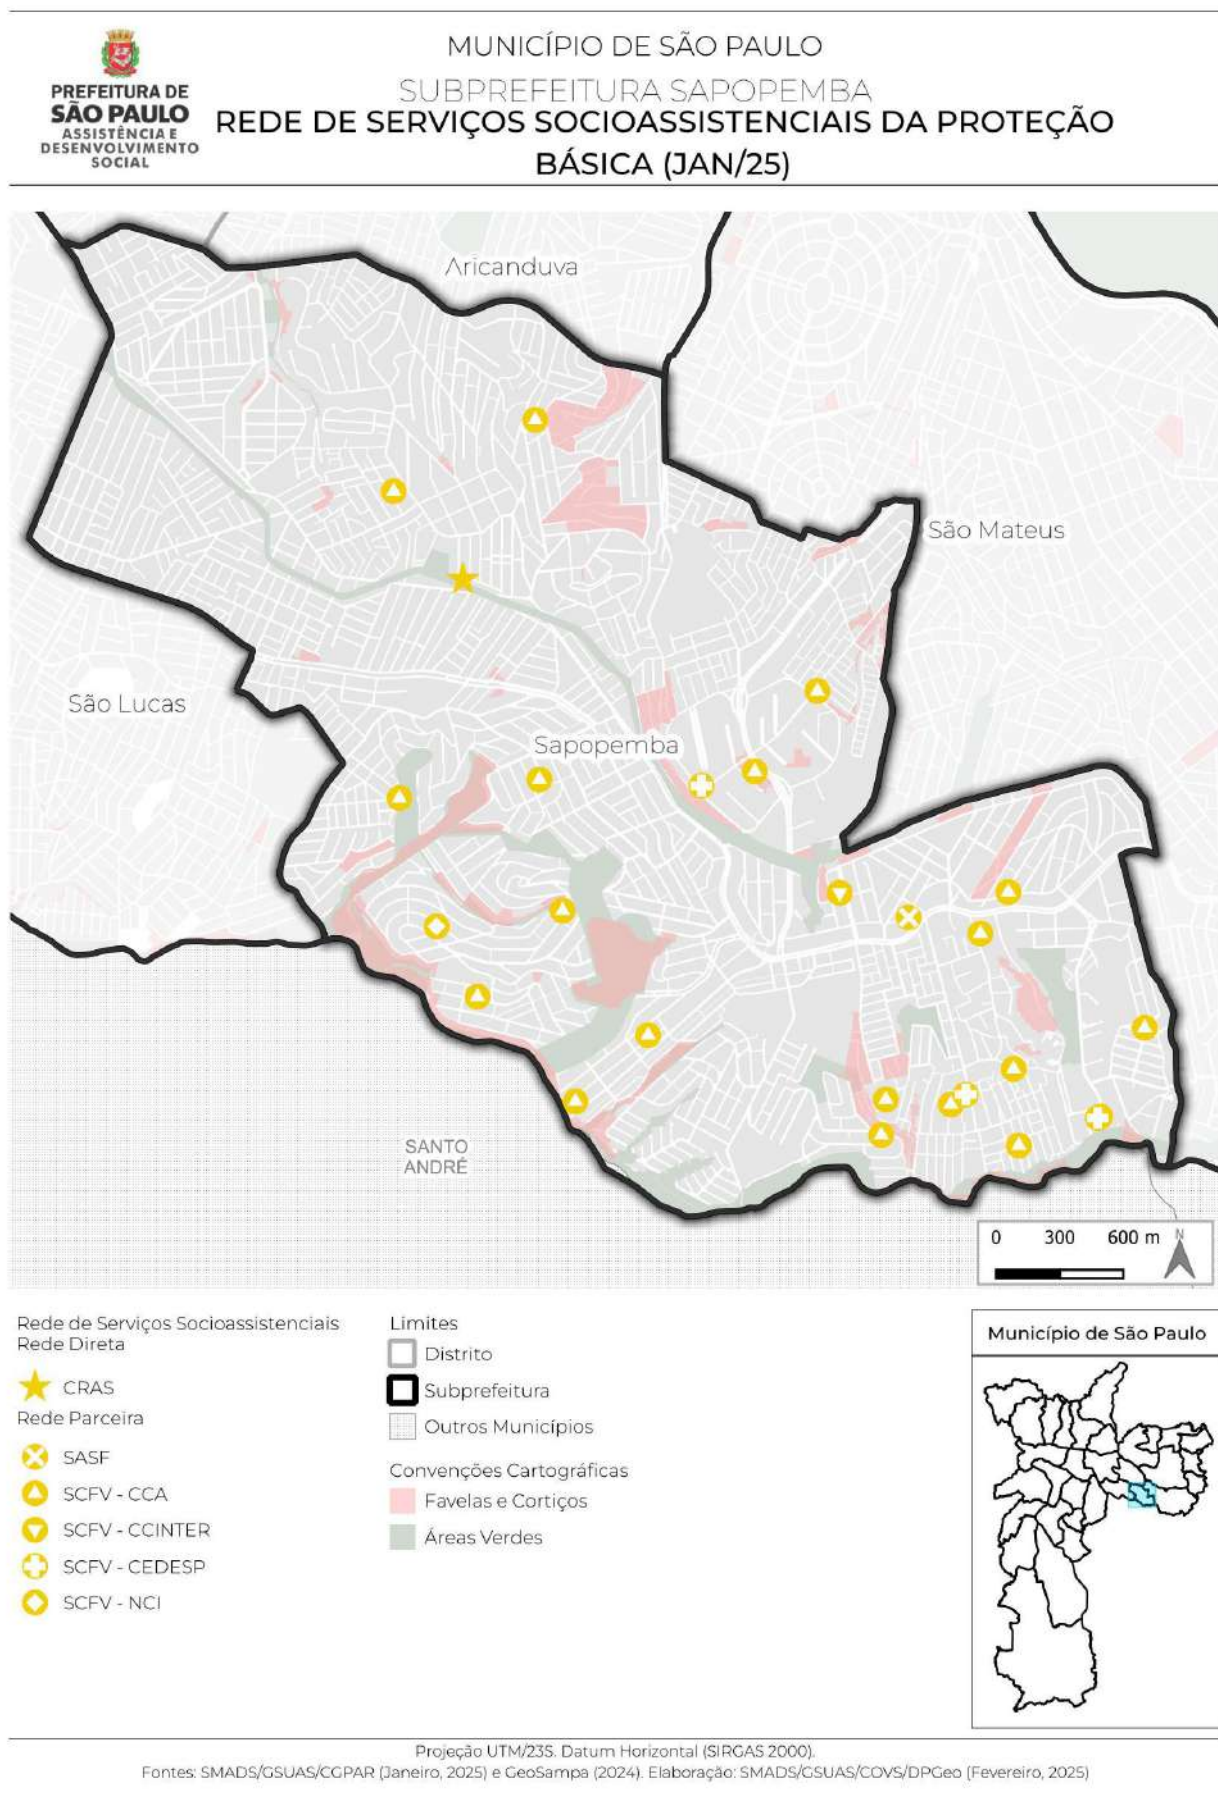 PREFEITURA DE
SÃO PAULO
ASSISTÊNCIA E
DESENVOLVIMENTO
SOCIAL
MUNICÍPIO DE SÃO PAULO
SUBPREFEITURA SAPOPEMBA
REDE DE SERVIÇOS SOCIOASSISTENCIAIS DA PROTEÇÃO
BÁSICA (JAN/25)
Aricanduva
São Mateus
São Lucas
Sapopemba
SANTO
ANDRÉ
0 300 600 m N
Rede de Serviços Socioassistenciais
Rede Direta
CRAS
Rede Parceira
SASF
SCFV - CCA
SCFV - CCINTER
SCFV - CEDESP
SCFV - NCI
Limites
Distrito
Subprefeitura
Outros Municípios
Convenções Cartográficas
Favelas e Cortiços
Áreas Verdes
Município de São Paulo
Projeção UTM/23S. Datum Horizontal (SIRGAS 2000).
Fontes: SMADS/GSUAS/CGPAR (Janeiro, 2025) e GeoSampa (2024). Elaboração: SMADS/GSUAS/COVS/DPGeo (Fevereiro, 2025)